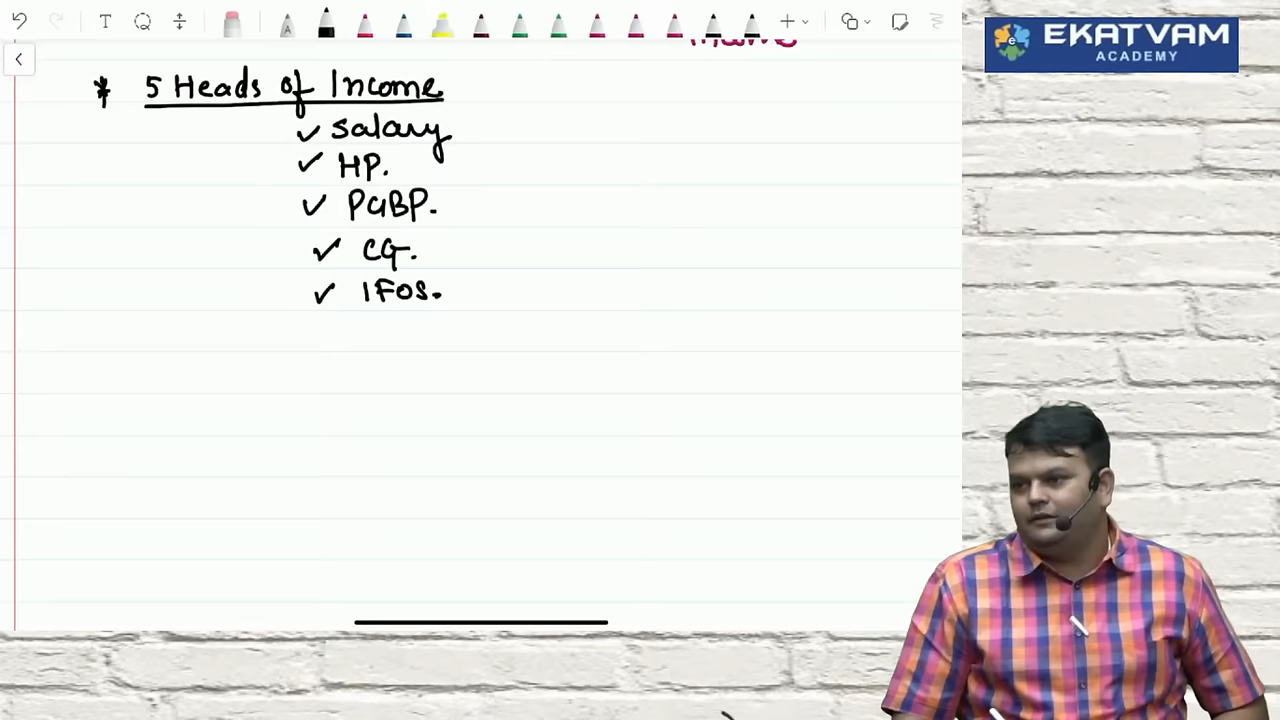 EKATVAM
ACADEMY
* 5 Heads of Income
✓ Salary
✓ HP.
✓ PGBP.
✓ CG.
✓ IFOS.